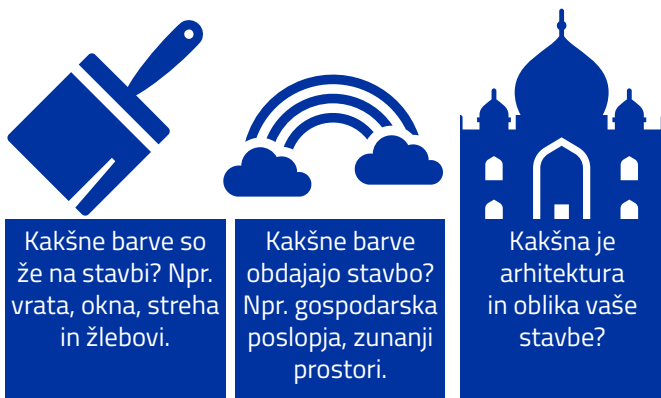 Kakšne barve so
že na stavbi? Npr.
vrata, okna, streha
in žlebovi.
Kakšne barve
obdajajo stavbo?
Npr. gospodarska
poslopja, zunanji
prostori.
Kakšna je
arhitektura
in oblika vaše
stavbe?